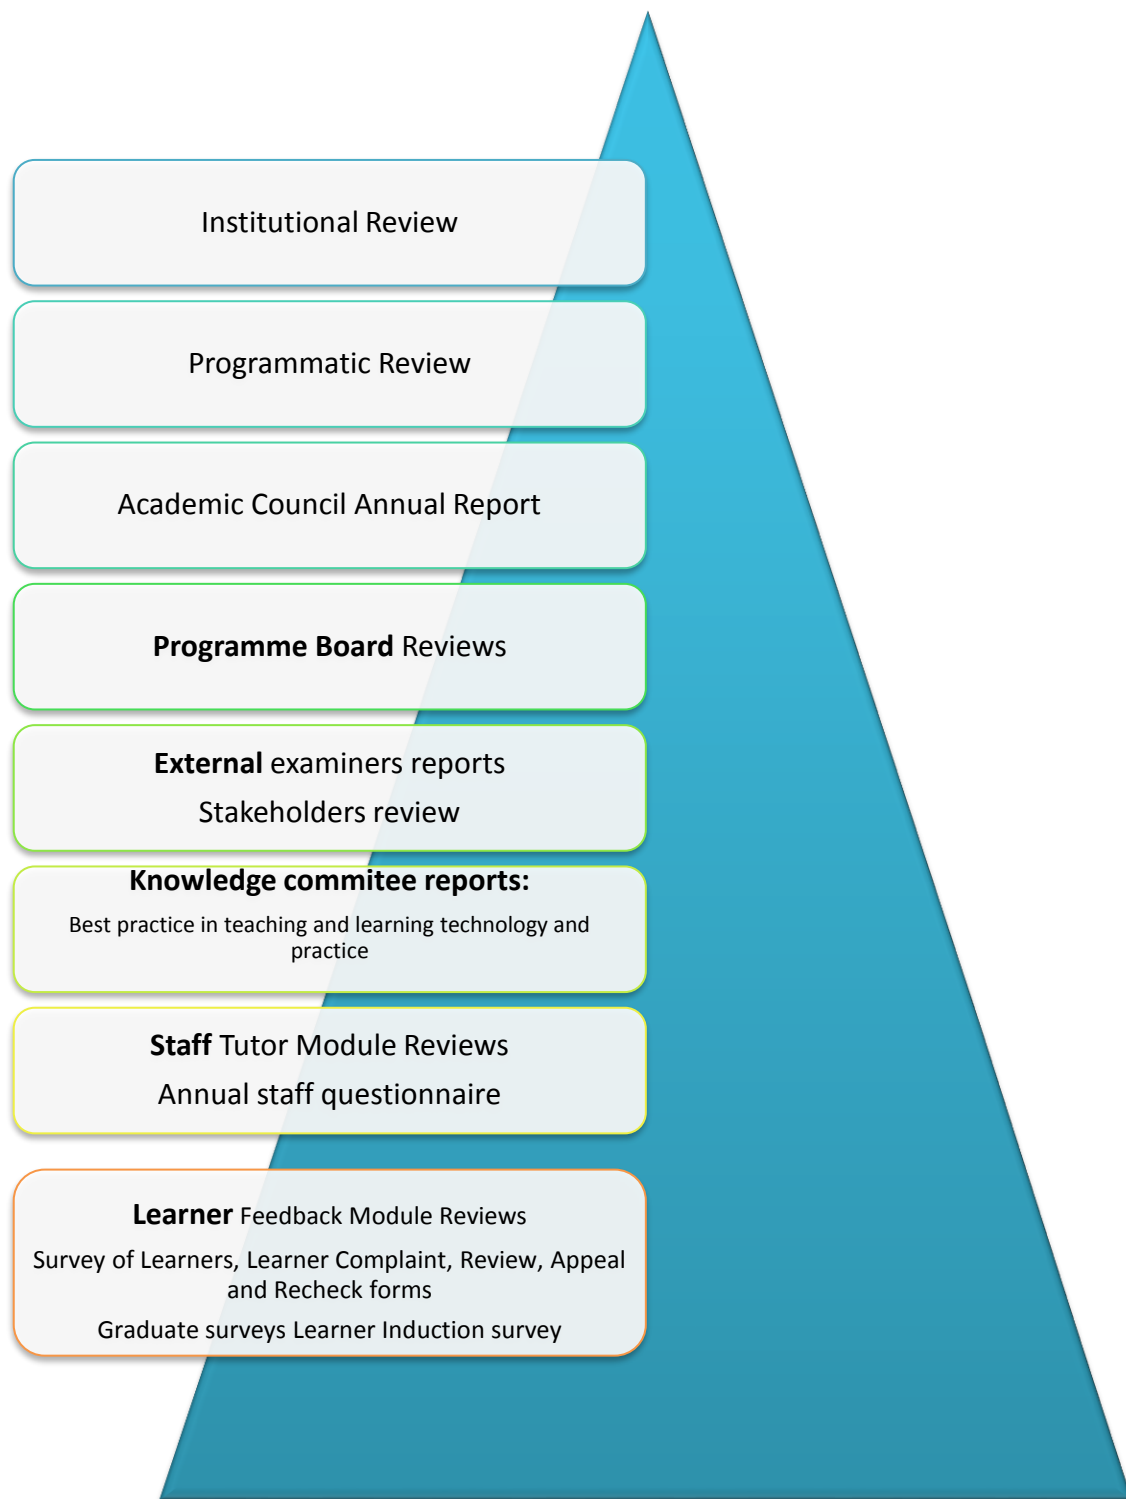 Institutional Review
Programmatic Review
Academic Council Annual Report
Programme Board Reviews
External examiners reports
Stakeholders review
Knowledge commitee reports:
Best practice in teaching and learning technology and
practice
Staff Tutor Module Reviews
Annual staff questionnaire
Learner Feedback Module Reviews
Survey of Learners, Learner Complaint, Review, Appeal
and Recheck forms
Graduate surveys Learner Induction survey